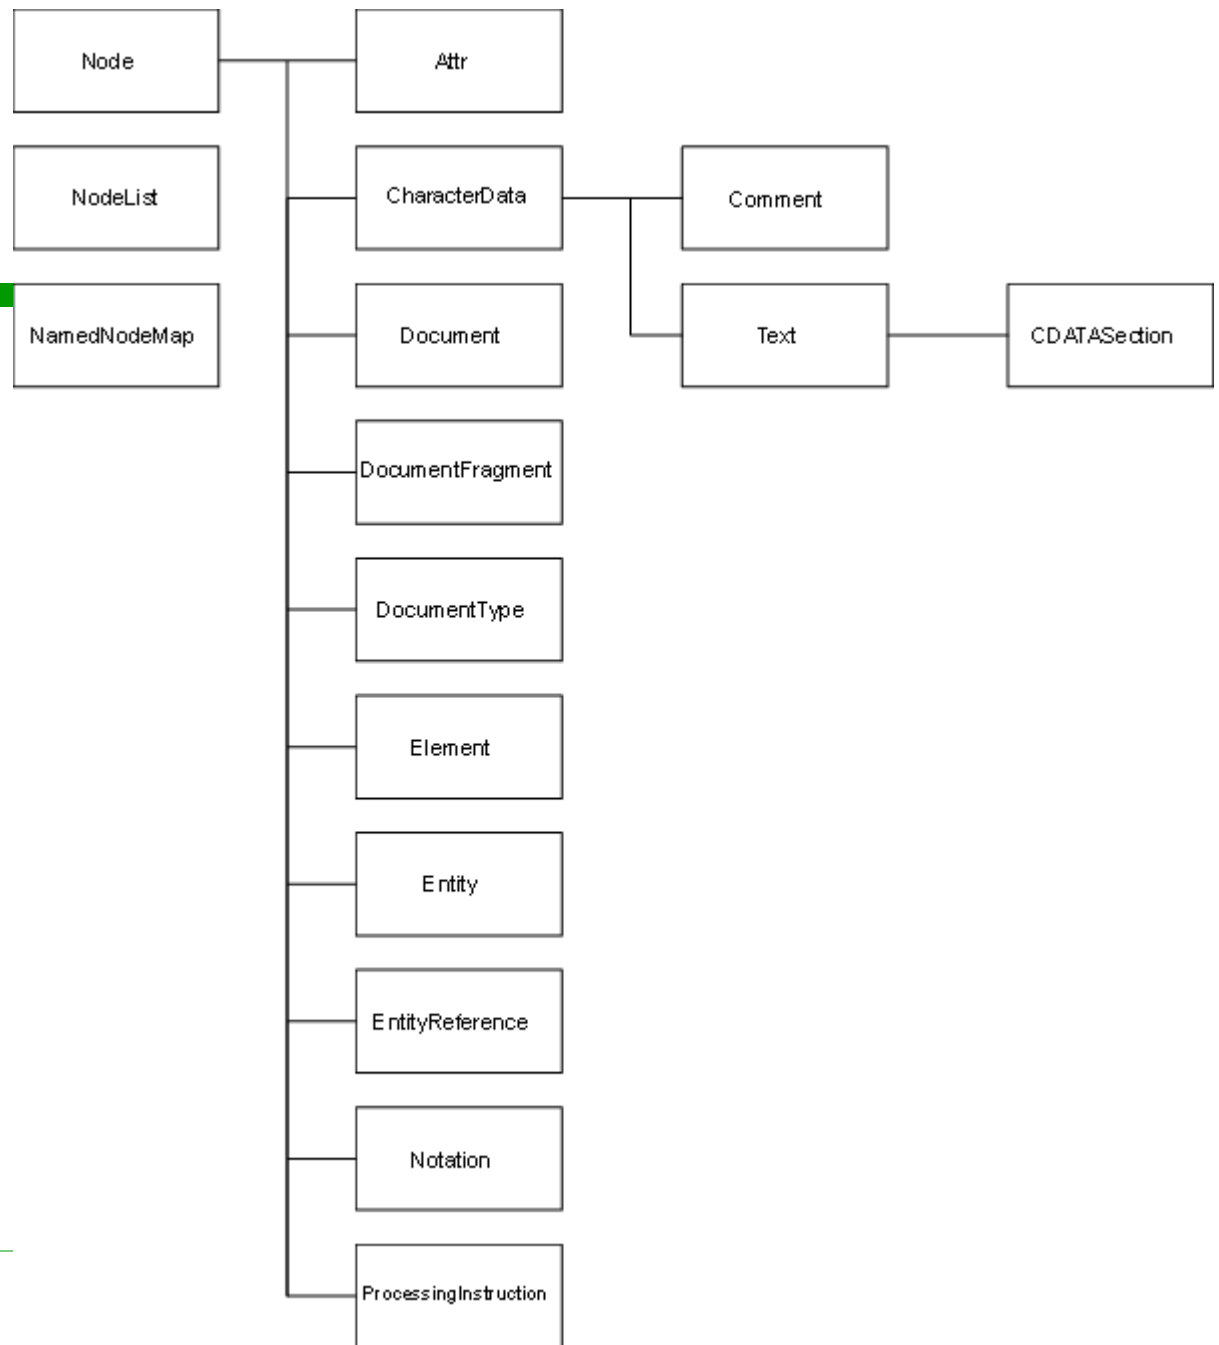 Node
Attr
NodeList
CharacterData
Comment
NamedNodeMap
Document
Text
CDATASection
DocumentFragment
DocumentType
Element
Entity
EntityReference
Notation
ProcessingInstruction